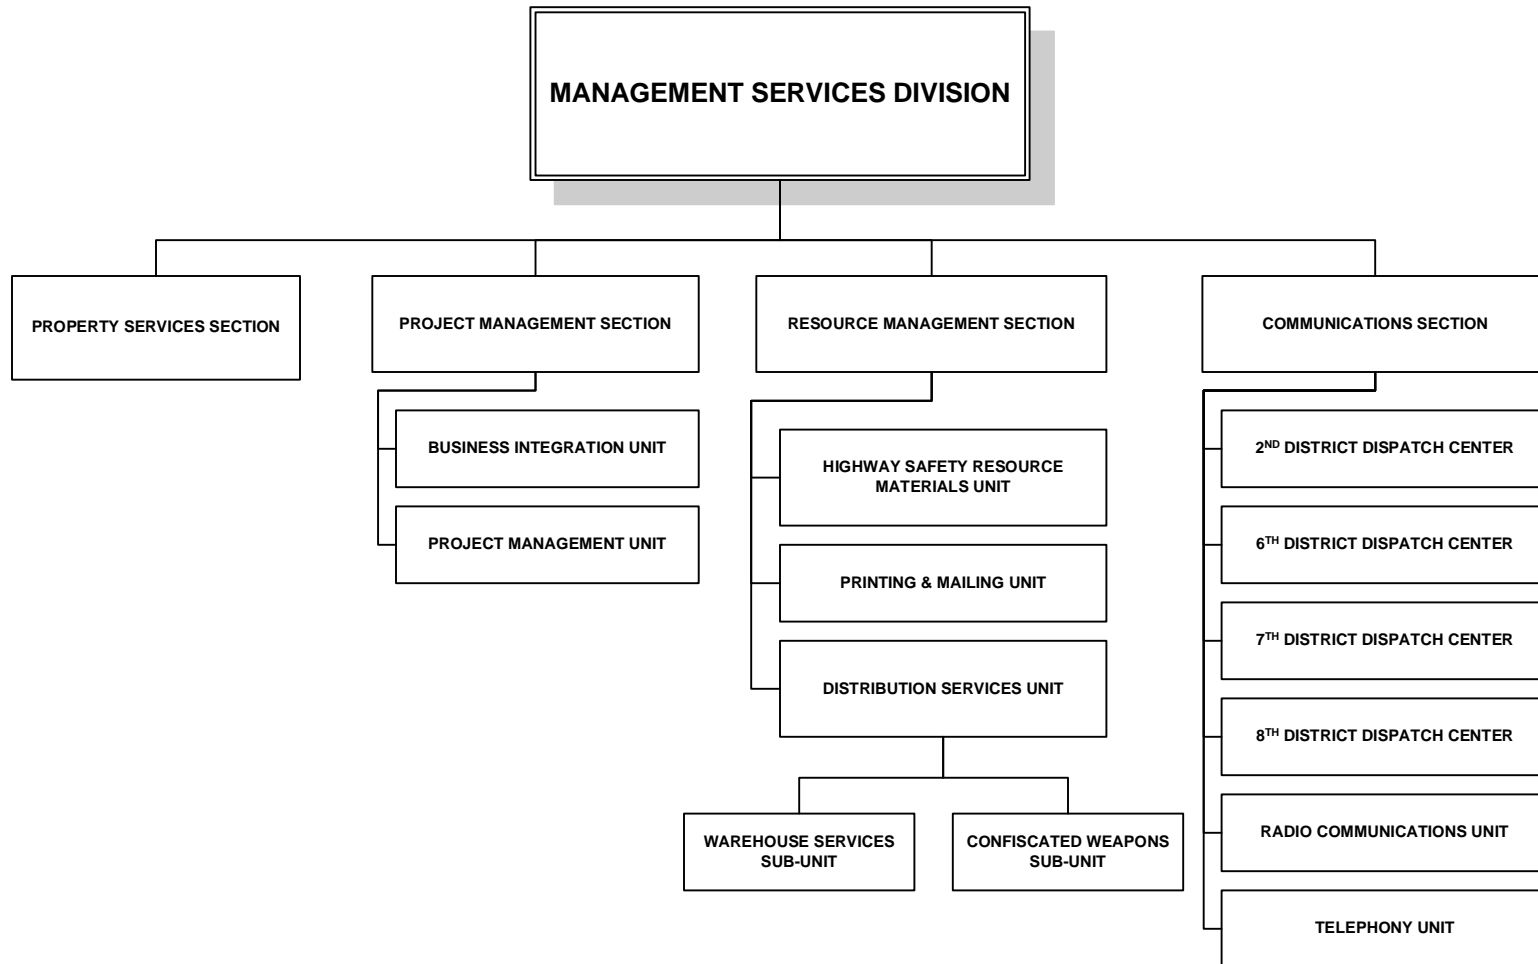 MANAGEMENT SERVICES DIVISION
PROPERTY SERVICES SECTION
PROJECT MANAGEMENT SECTION
RESOURCE MANAGEMENT SECTION
COMMUNICATIONS SECTION
BUSINESS INTEGRATION UNIT
PROJECT MANAGEMENT UNIT
HIGHWAY SAFETY RESOURCE
MATERIALS UNIT
PRINTING & MAILING UNIT
DISTRIBUTION SERVICES UNIT
WAREHOUSE SERVICES
SUB-UNIT
CONFISCATED WEAPONS
SUB-UNIT
2ND DISTRICT DISPATCH CENTER
6TH DISTRICT DISPATCH CENTER
7TH DISTRICT DISPATCH CENTER
8TH DISTRICT DISPATCH CENTER
RADIO COMMUNICATIONS UNIT
TELEPHONY UNIT